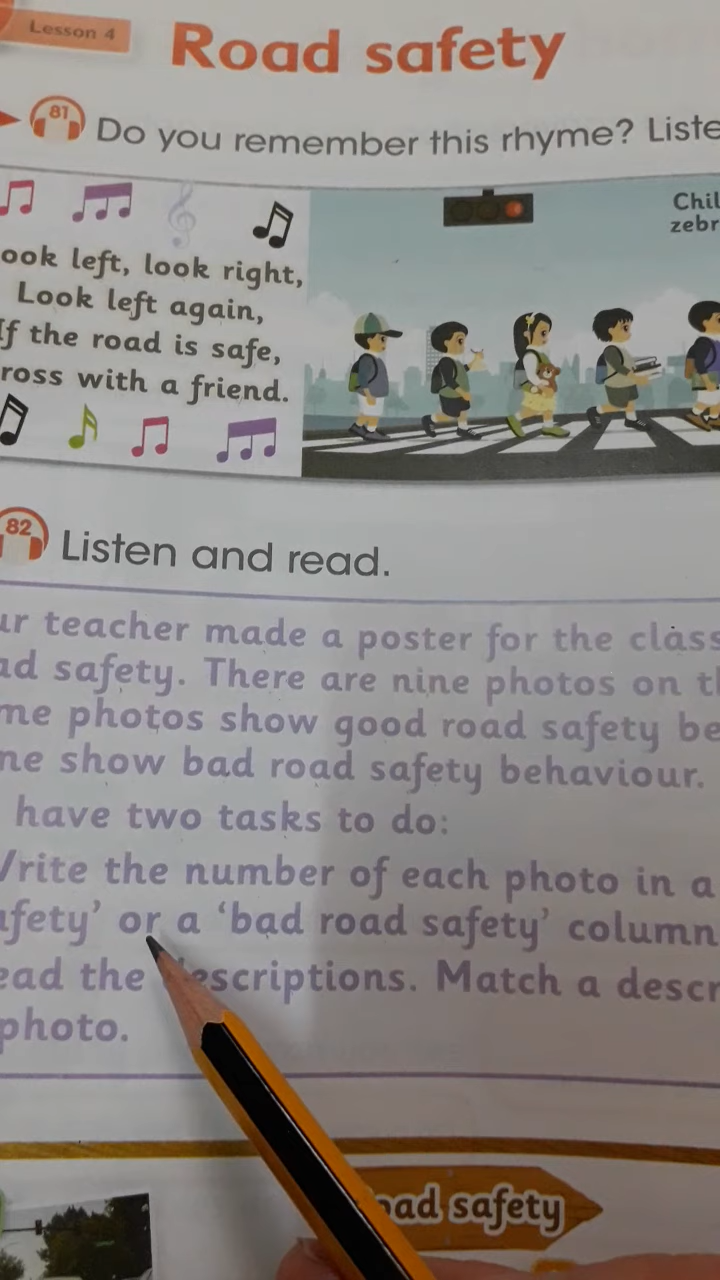 Lesson 4
Road safety
81 Do you remember this rhyme? Liste
Chil
zebr
ook left, look right,
Look left again,
If the road is safe,
ross with a friend.
82 Listen and read.
ur teacher made a poster for the class
ad safety. There are nine photos on th
me photos show good road safety be
ne show bad road safety behaviour.
have two tasks to do:
Write the number of each photo in a
afety' or a 'bad road safety' column
ead the descriptions. Match a descr
photo.
oad safety